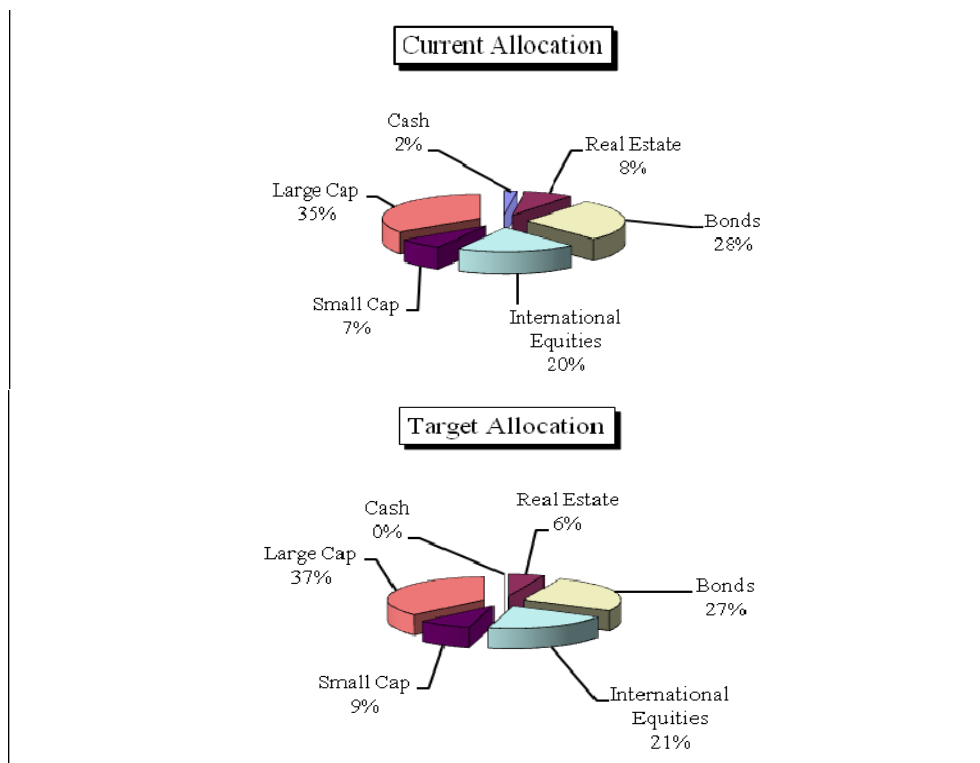 Current Allocation
Cash
2%
Real Estate
8%
Large Cap
35%
Bonds
28%
Small Cap
7%
International
Equities
20%
Target Allocation
Cash
0%
Real Estate
6%
Large Cap
37%
Bonds
27%
Small Cap
9%
International
Equities
21%